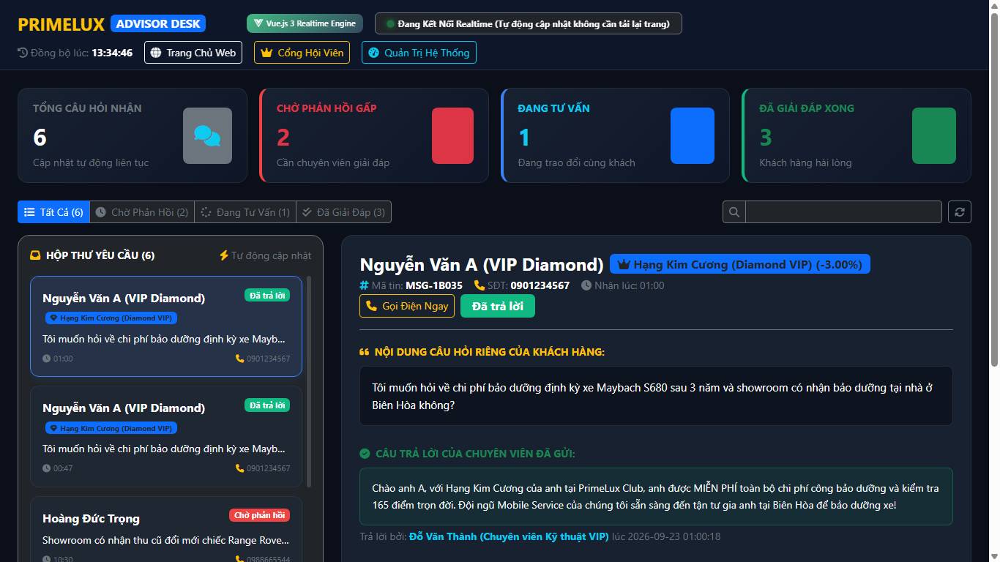 PRIMELUX ADVISOR DESK
Vue.js 3 Realtime Engine
Đang Kết Nối Realtime (Tự động cập nhật không cần tải lại trang)
Đồng bộ lúc: 13:34:46
Trang Chủ Web
Cổng Hội Viên
Quản Trị Hệ Thống
TỔNG CÂU HỎI NHẬN
6
Cập nhật tự động liên tục
CHỜ PHẢN HỒI GẤP
2
Cần chuyên viên giải đáp
ĐANG TƯ VẤN
1
Đang trao đổi cùng khách
ĐÃ GIẢI ĐÁP XONG
3
Khách hàng hài lòng
Tất Cả (6)
Chờ Phản Hồi (2)
Đang Tư Vấn (1)
Đã Giải Đáp (3)
HỘP THƯ YÊU CẦU (6)
Tự động cập nhật
Nguyễn Văn A (VIP Diamond)
Đã trả lời
Hạng Kim Cương (Diamond VIP)
Tôi muốn hỏi về chi phí bảo dưỡng định kỳ xe Mayb...
01:00
0901234567
Nguyễn Văn A (VIP Diamond)
Đã trả lời
Hạng Kim Cương (Diamond VIP)
Tôi muốn hỏi về chi phí bảo dưỡng định kỳ xe Mayb...
00:47
0901234567
Hoàng Đức Trọng
Chờ phản hồi
Showroom có nhận thu cũ đổi mới chiếc Range Rove...
10:30
0988665544
Nguyễn Văn A (VIP Diamond)
Hạng Kim Cương (Diamond VIP) (-3.00%)
Mã tin: MSG-1B035
SĐT: 0901234567
Nhận lúc: 01:00
Gọi Điện Ngay
Đã trả lời
NỘI DUNG CÂU HỎI RIÊNG CỦA KHÁCH HÀNG:
Tôi muốn hỏi về chi phí bảo dưỡng định kỳ xe Maybach S680 sau 3 năm và showroom có nhận bảo dưỡng tại nhà ở
Biên Hòa không?
CÂU TRẢ LỜI CỦA CHUYÊN VIÊN ĐÃ GỬI:
Chào anh A, với Hạng Kim Cương của anh tại PrimeLux Club, anh được MIỄN PHÍ toàn bộ chi phí công bảo dưỡng và kiểm tra
165 điểm trọn đời. Đội ngũ Mobile Service của chúng tôi sẵn sàng đến tận tư gia anh tại Biên Hòa để bảo dưỡng xe!
Trả lời bởi: Đỗ Văn Thành (Chuyên viên Kỹ thuật VIP) lúc 2026-09-23 01:00:18